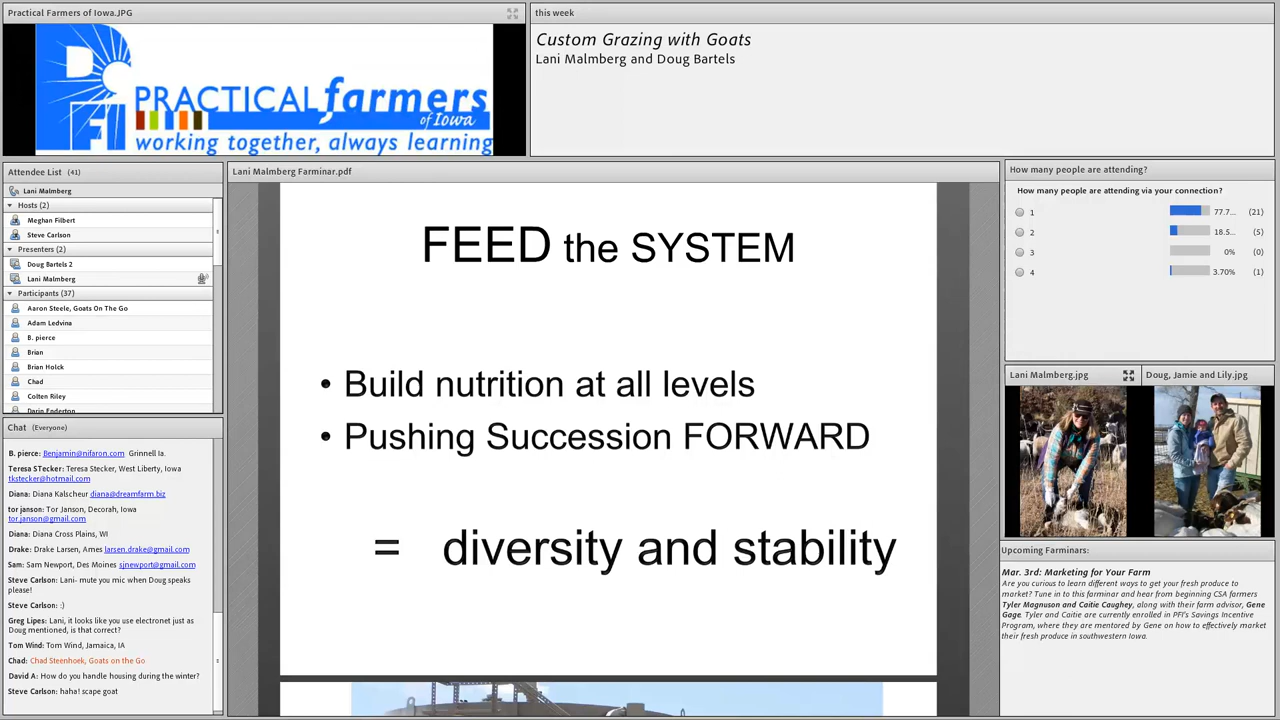 Practical Farmers of Iowa.JPG
PRACTICAL farmers
of Iowa
working together, always learning
PFI
this week
Custom Grazing with Goats
Lani Malmberg and Doug Bartels
Attendee List (41)
Lani Malmberg
Hosts (2)
Meghan Filbert
Steve Carlson
Presenters (2)
Doug Bartels 2
Lani Malmberg
Participants (37)
Aaron Steele, Goats On The Go
Adam Ledvina
B. pierce
Brian
Brian Holck
Chad
Colten Riley
Darin Enderton
Chat (Everyone)
B. pierce: Benjamin@nifaron.com Grinnell Ia.
Teresa STecker: Teresa Stecker, West Liberty, Iowa
tkstecker@hotmail.com
Diana: Diana Kalscheur diana@dreamfarm.biz
tor janson: Tor Janson, Decorah, Iowa
tor.janson@gmail.com
Diana: Diana Cross Plains, WI
Drake: Drake Larsen, Ames larsen.drake@gmail.com
Sam: Sam Newport, Des Moines sjnewport@gmail.com
Steve Carlson: Lani- mute you mic when Doug speaks
please!
Steve Carlson: :)
Greg Lipes: Lani, it looks like you use electronet just as
Doug mentioned, is that correct?
Tom Wind: Tom Wind, Jamaica, IA
Chad: Chad Steenhoek, Goats on the Go
David A: How do you handle housing during the winter?
Steve Carlson: haha! scape goat
Lani Malmberg Farminar.pdf
FEED the SYSTEM
• Build nutrition at all levels
• Pushing Succession FORWARD
= diversity and stability
How many people are attending?
How many people are attending via your connection?
1 77.7... (21)
2 18.5... (5)
3 0% (0)
4 3.70% (1)
Lani Malmberg.jpg
Doug, Jamie and Lily.jpg
Upcoming Farminars:
Mar. 3rd: Marketing for Your Farm
Are you curious to learn different ways to get your fresh produce to
market? Tune in to this farminar and hear from beginning CSA farmers
Tyler Magnuson and Caitie Caughey, along with their farm advisor, Gene
Gage. Tyler and Caitie are currently enrolled in PFI's Savings Incentive
Program, where they are mentored by Gene on how to effectively market
their fresh produce in southwestern Iowa.